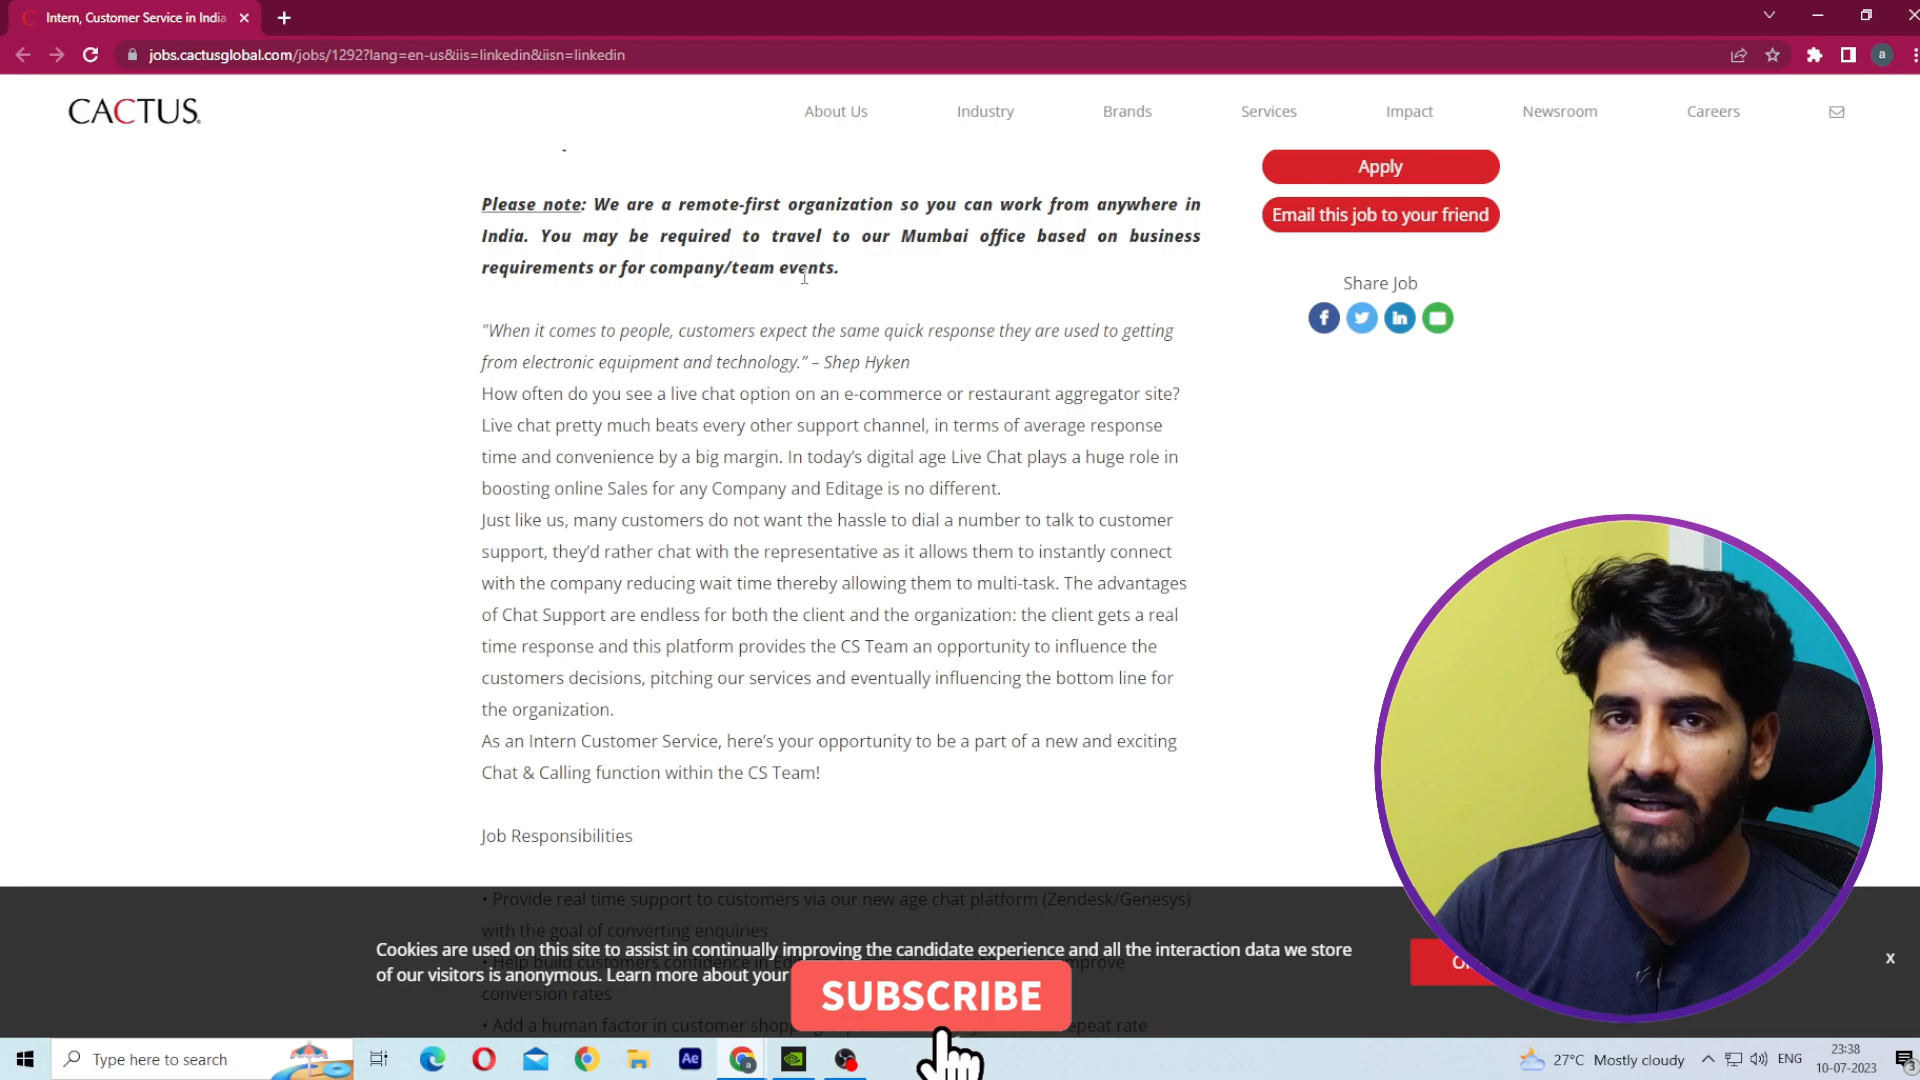 Intern, Customer Service in India
jobs.cactusglobal.com/jobs/1292?lang=en-us&iis=linkedin&iisn=linkedin
a
CACTUS
About Us
Industry
Brands
Services
Impact
Newsroom
Careers
Please note: We are a remote-first organization so you can work from anywhere in
India. You may be required to travel to our Mumbai office based on business
requirements or for company/team events.
Apply
Email this job to your friend
Share Job
"When it comes to people, customers expect the same quick response they are used to getting
from electronic equipment and technology.” – Shep Hyken
How often do you see a live chat option on an e-commerce or restaurant aggregator site?
Live chat pretty much beats every other support channel, in terms of average response
time and convenience by a big margin. In today’s digital age Live Chat plays a huge role in
boosting online Sales for any Company and Editage is no different.
Just like us, many customers do not want the hassle to dial a number to talk to customer
support, they’d rather chat with the representative as it allows them to instantly connect
with the company reducing wait time thereby allowing them to multi-task. The advantages
of Chat Support are endless for both the client and the organization: the client gets a real
time response and this platform provides the CS Team an opportunity to influence the
customers decisions, pitching our services and eventually influencing the bottom line for
the organization.
As an Intern Customer Service, here’s your opportunity to be a part of a new and exciting
Chat & Calling function within the CS Team!
Job Responsibilities
• Provide real time support to customers via our new age chat platform (Zendesk/Genesys)
with the goal of converting enquiries
Cookies are used on this site to assist in continually improving the candidate experience and all the interaction data we store
of our visitors is anonymous. Learn more about your
conversion rates
• Add a human factor in customer
repeat rate
SUBSCRIBE
Type here to search
Ae
27°C Mostly cloudy
ENG
23:38
10-07-2023
3